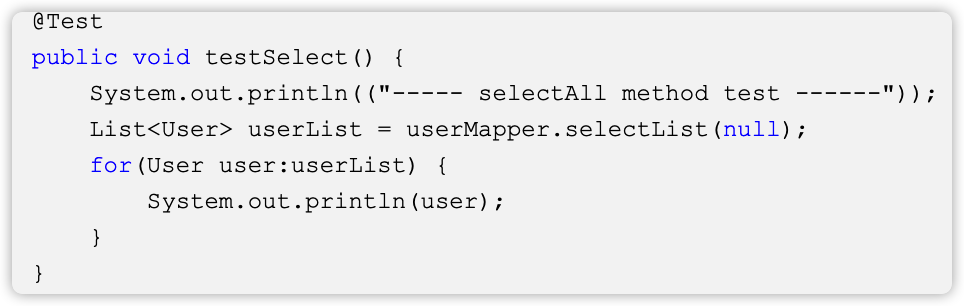 @Test
public void testSelect() {
    System.out.println(("----- selectAll method test ------"));
    List<User> userList = userMapper.selectList(null);
    for(User user:userList) {
        System.out.println(user);
    }
}